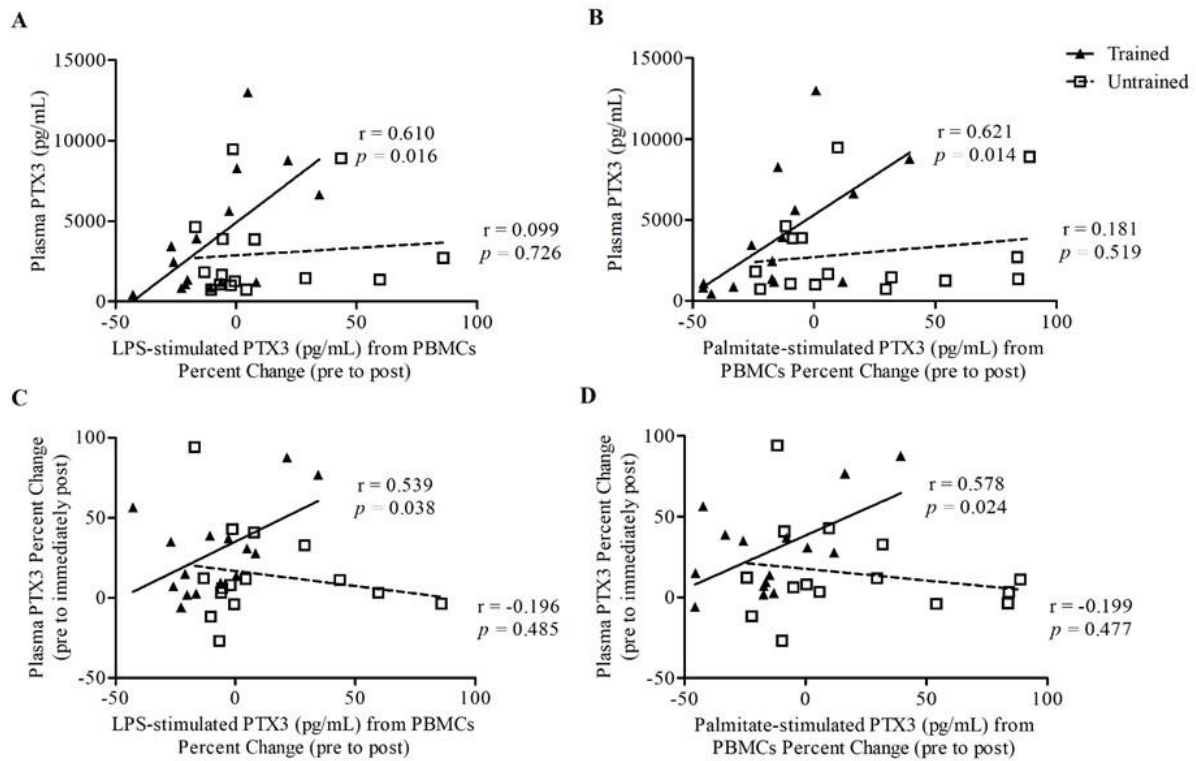 A
15000
10000
5000
0
Plasma PTX3 (pg/mL)
r = 0.610
p = 0.016
r = 0.099
p = 0.726
-50
0
50
100
LPS-stimulated PTX3 (pg/mL) from PBMCs
Percent Change (pre to post)
B
15000
10000
5000
0
Plasma PTX3 (pg/mL)
r = 0.621
p = 0.014
r = 0.181
p = 0.519
-50
0
50
100
Palmitate-stimulated PTX3 (pg/mL) from
PBMCs Percent Change (pre to post)
Trained
Untrained
C
100
50
0
-50
Plasma PTX3 Percent Change
(pre to immediately post)
r = 0.539
p = 0.038
r = -0.196
p = 0.485
-50
0
50
100
LPS-stimulated PTX3 (pg/mL) from PBMCs
Percent Change (pre to post)
D
100
50
0
-50
Plasma PTX3 Percent Change
(pre to immediately post)
r = 0.578
p = 0.024
r = -0.199
p = 0.477
-50
0
50
100
Palmitate-stimulated PTX3 (pg/mL) from
PBMCs Percent Change (pre to post)